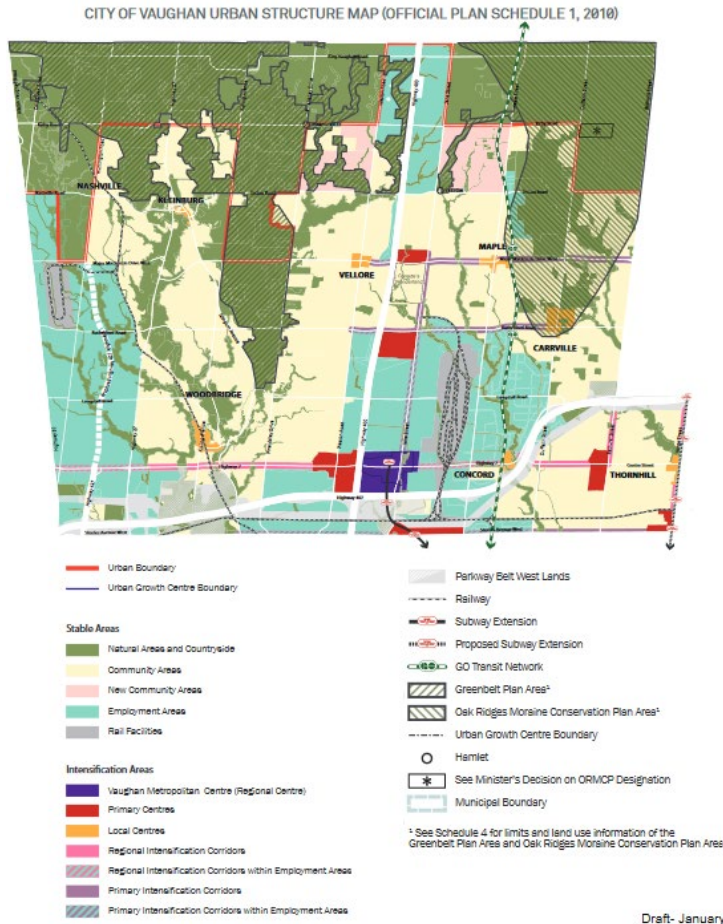 CITY OF VAUGHAN URBAN STRUCTURE MAP (OFFICIAL PLAN SCHEDULE 1, 2010)
NASHVILLE
KLEINBURG
MAPLE
VELLORE
CARRVILLE
WOODBRIDGE
CONCORD
THORNHILL
Highway 7
Highway 407
Urban Boundary
Urban Growth Centre Boundary
Stable Areas
Natural Areas and Countryside
Community Areas
New Community Areas
Employment Areas
Rail Facilities
Intensification Areas
Vaughan Metropolitan Centre (Regional Centre)
Primary Centres
Local Centres
Regional Intensification Corridors
Regional Intensification Corridors within Employment Areas
Primary Intensification Corridors
Primary Intensification Corridors within Employment Areas
Parkway Belt West Lands
Railway
Subway Extension
Proposed Subway Extension
GO Transit Network
Greenbelt Plan Area¹
Oak Ridges Moraine Conservation Plan Area¹
Urban Growth Centre Boundary
Hamlet
See Minister's Decision on ORMCP Designation
Municipal Boundary
¹ See Schedule 4 for limits and land use information of the
Greenbelt Plan Area and Oak Ridges Moraine Conservation Plan Area
Draft- January